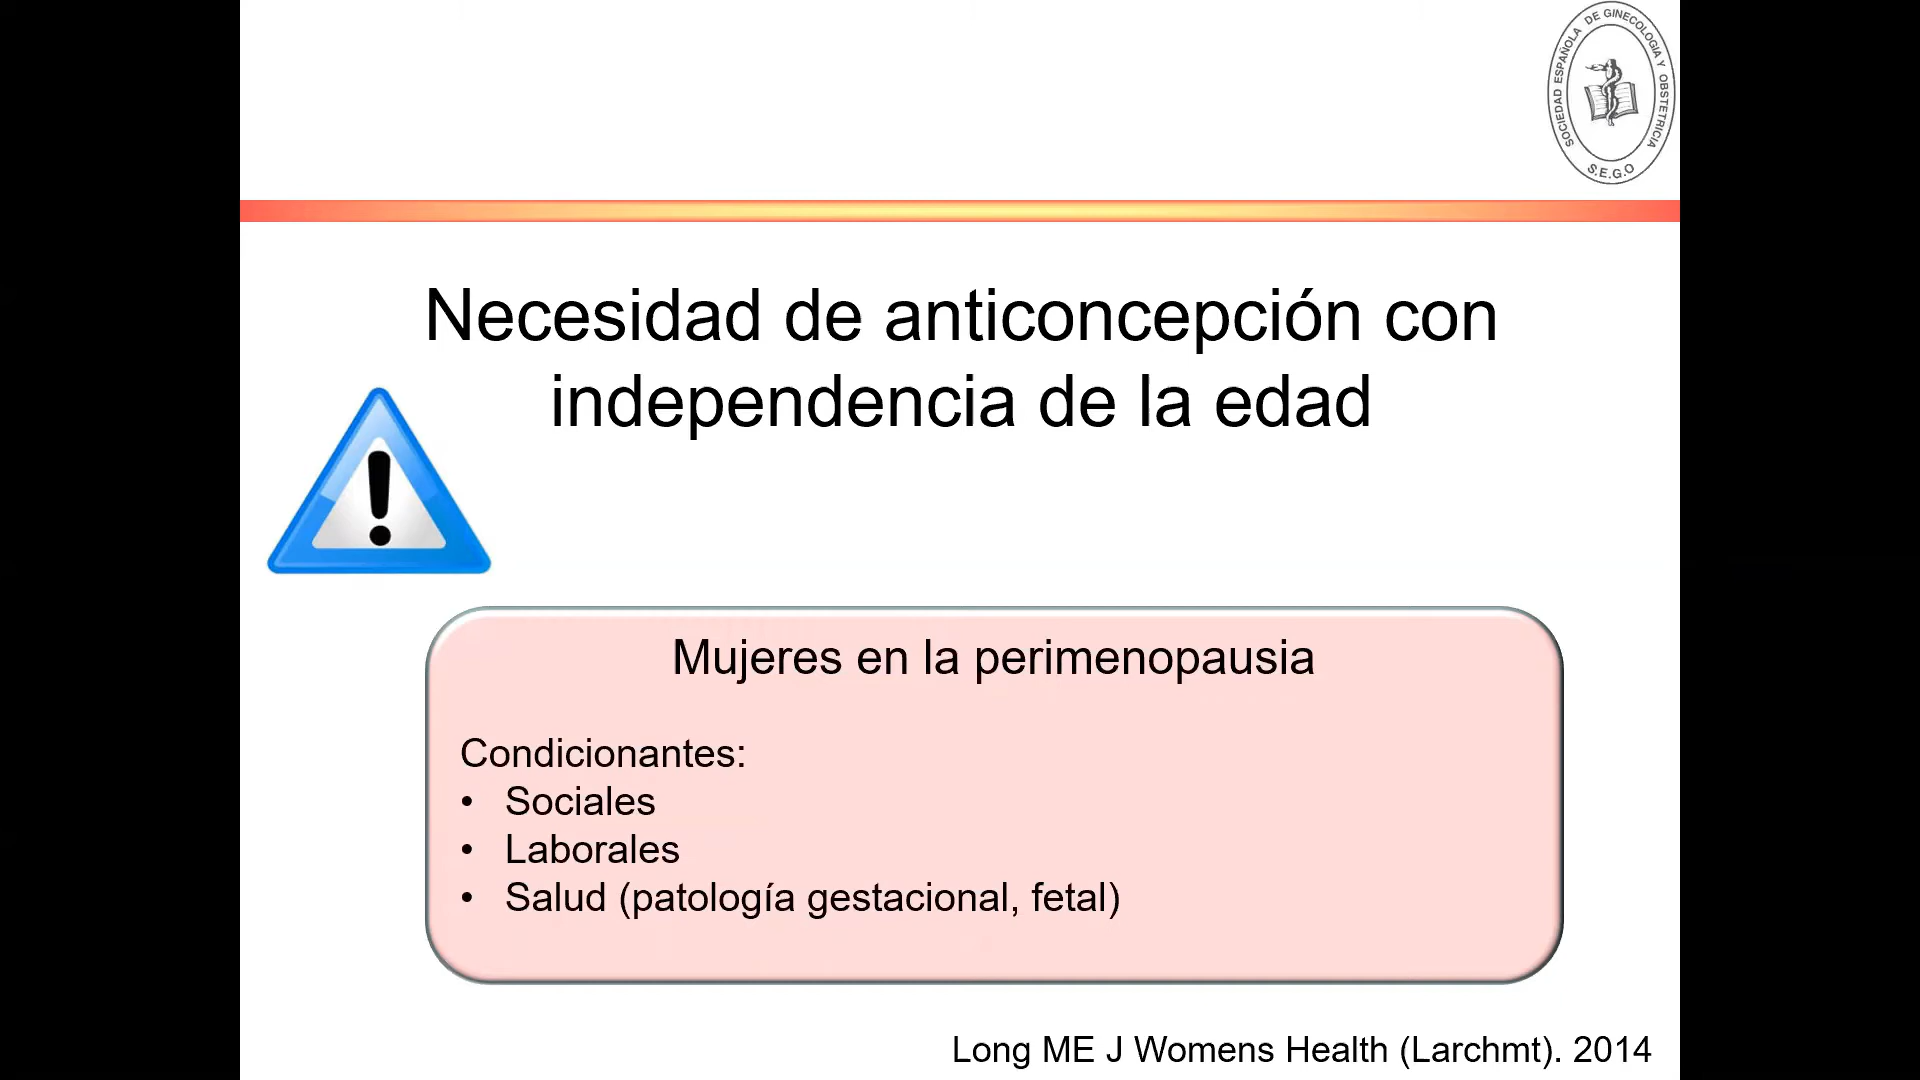 SOCIEDAD ESPAÑOLA DE GINECOLOGIA Y OBSTETRICIA
S.E.G.O
Necesidad de anticoncepción con
independencia de la edad
Mujeres en la perimenopausia
Condicionantes:
• Sociales
• Laborales
• Salud (patología gestacional, fetal)
Long ME J Womens Health (Larchmt). 2014